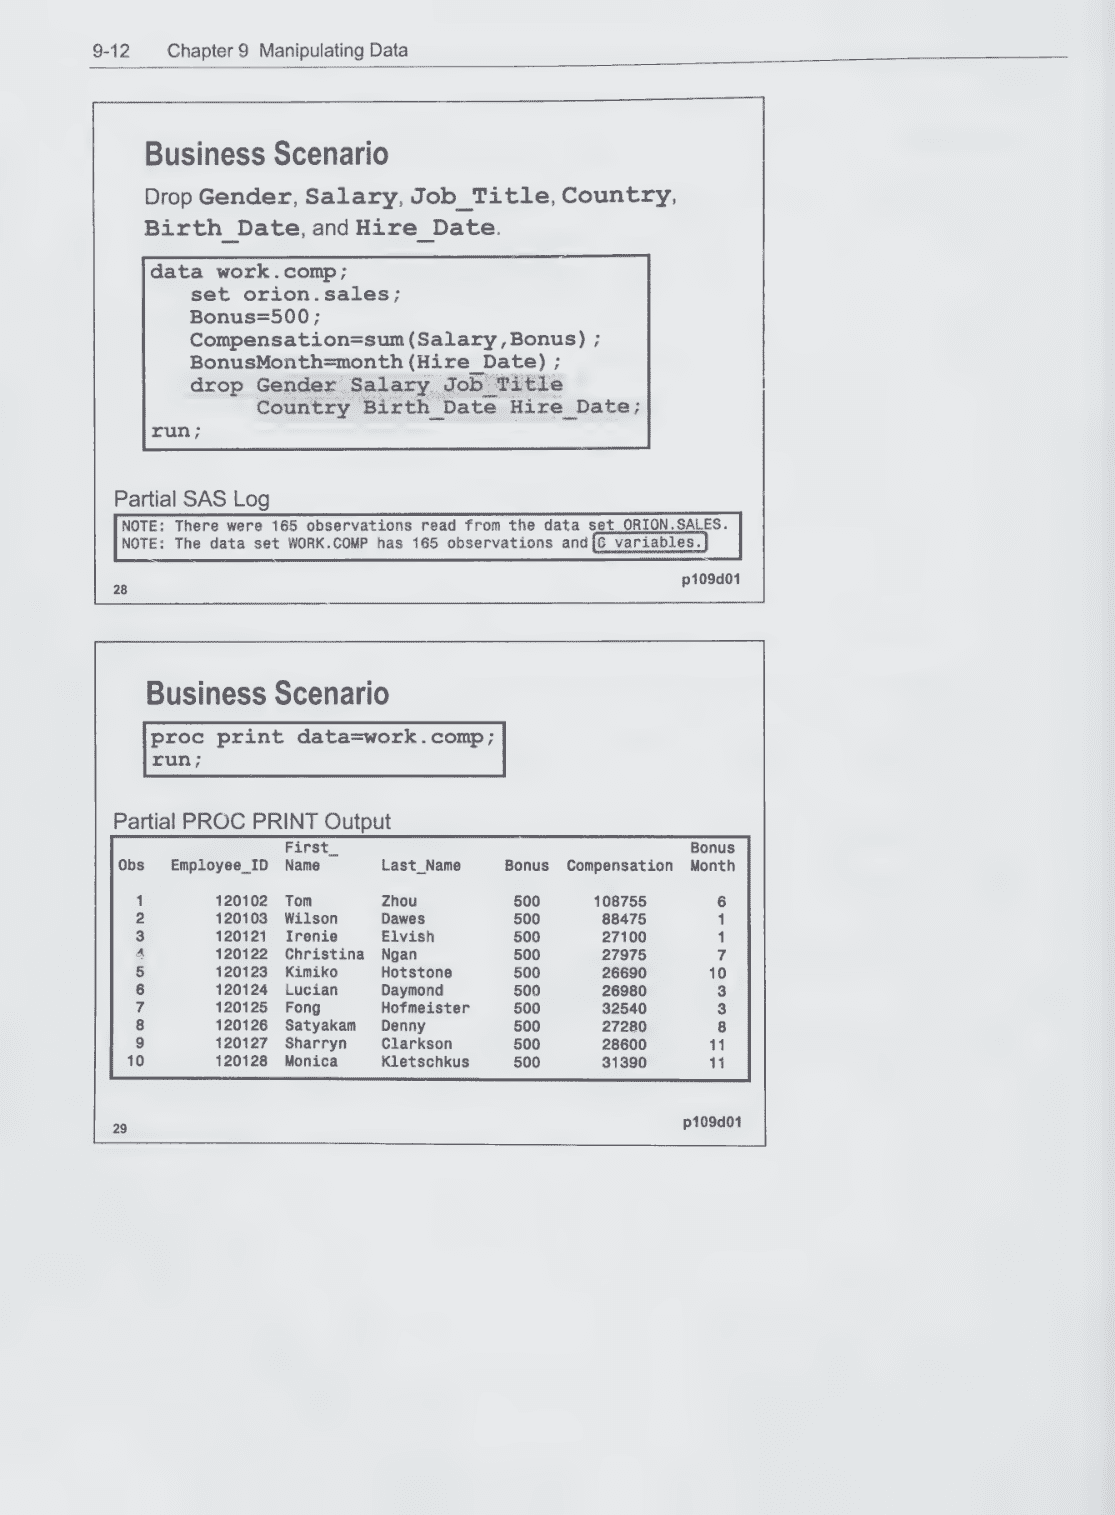 9-12 Chapter 9 Manipulating Data
Business Scenario
Drop Gender, Salary, Job_Title, Country,
Birth_Date, and Hire_Date.
data work.comp;
set orion.sales;
Bonus=500;
Compensation=sum(Salary,Bonus);
BonusMonth=month(Hire_Date);
drop Gender Salary Job_Title
Country Birth_Date Hire_Date;
run;
Partial SAS Log
NOTE: There were 165 observations read from the data set ORION.SALES.
NOTE: The data set WORK.COMP has 165 observations and 6 variables.
28
p109d01
Business Scenario
proc print data=work.comp;
run;
Partial PROC PRINT Output
First_ Bonus
Obs Employee_ID Name Last_Name Bonus Compensation Month
1 120102 Tom Zhou 500 108755 6
2 120103 Wilson Dawes 500 88475 1
3 120121 Irenie Elvish 500 27100 1
4 120122 Christina Ngan 500 27975 7
5 120123 Kimiko Hotstone 500 26690 10
6 120124 Lucian Daymond 500 26980 3
7 120125 Fong Hofmeister 500 32540 3
8 120126 Satyakam Denny 500 27280 8
9 120127 Sharryn Clarkson 500 28600 11
10 120128 Monica Kletschkus 500 31390 11
29
p109d01